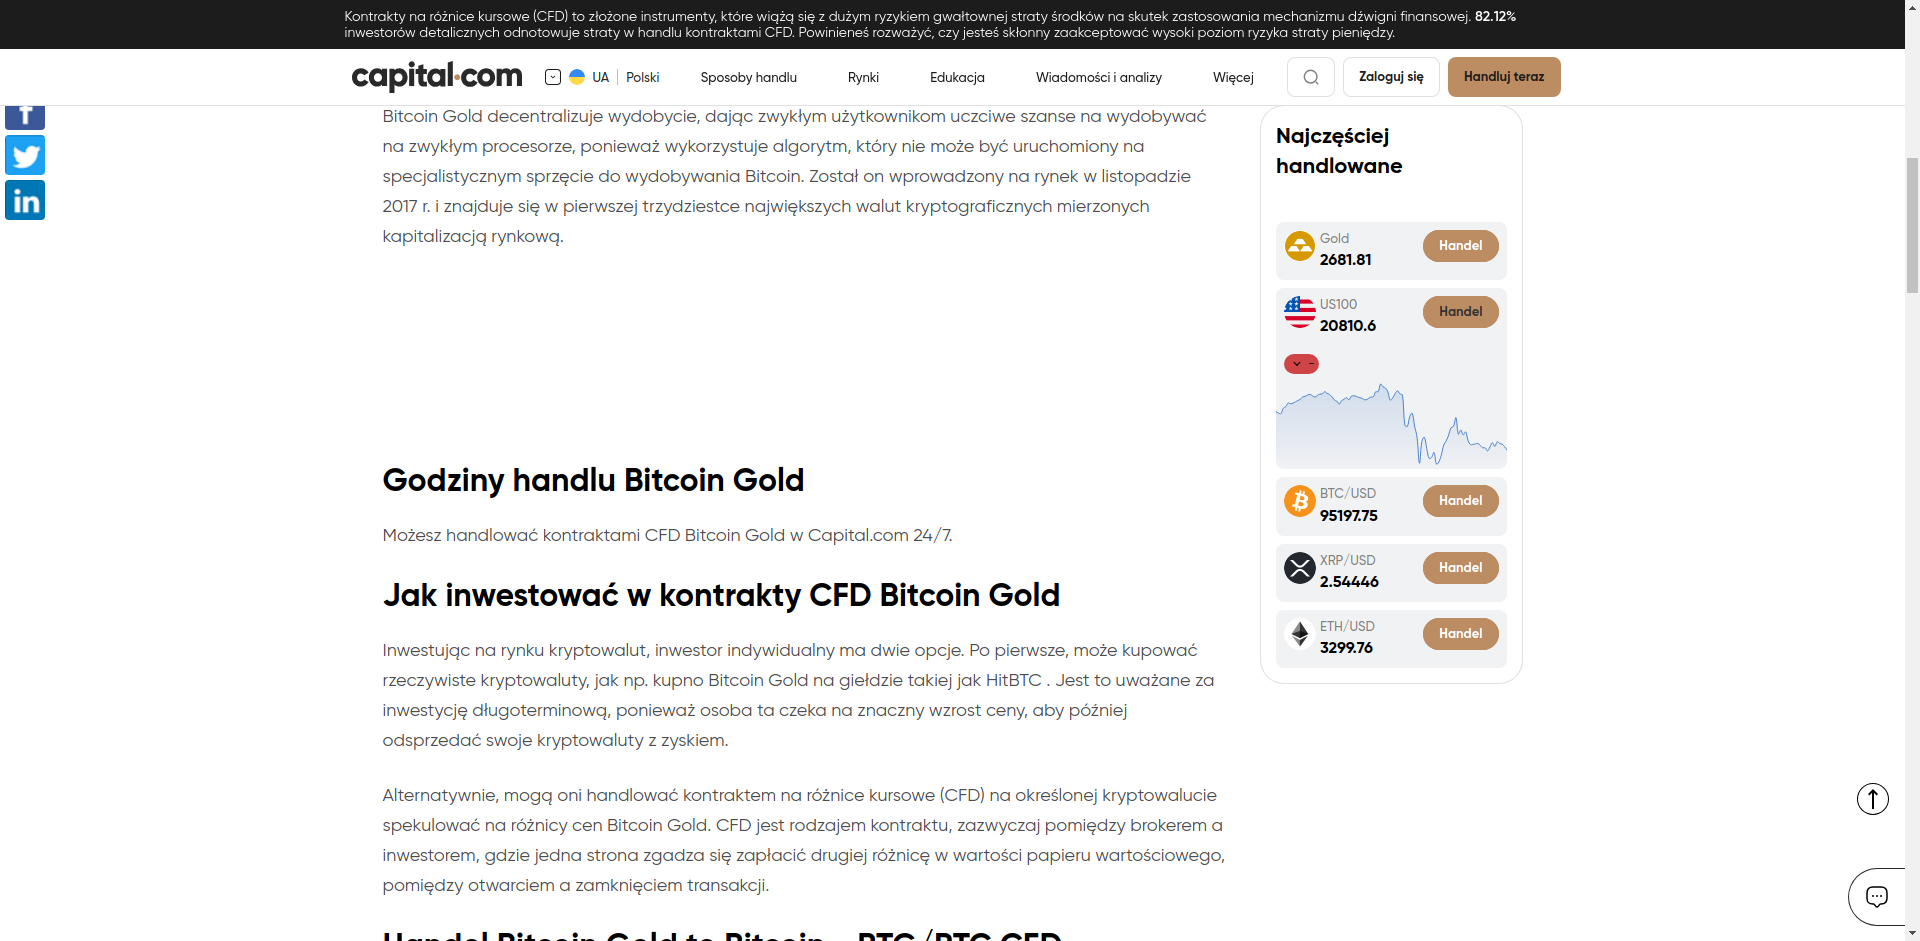 Kontrakty na różnice kursowe (CFD) to złożone instrumenty, które wiążą się z dużym ryzykiem gwałtownej straty środków na skutek zastosowania mechanizmu dźwigni finansowej. 82.12%
inwestorów detalicznych odnotowuje straty w handlu kontraktami CFD. Powinieneś rozważyć, czy jesteś skłonny zaakceptować wysoki poziom ryzyka straty pieniędzy.
capital.com
UA
Polski
Sposoby handlu
Rynki
Edukacja
Wiadomości i analizy
Więcej
Zaloguj się
Handluj teraz
Bitcoin Gold decentralizuje wydobycie, dając zwykłym użytkownikom uczciwe szanse na wydobywać
na zwykłym procesorze, ponieważ wykorzystuje algorytm, który nie może być uruchomiony na
specjalistycznym sprzęcie do wydobywania Bitcoin. Został on wprowadzony na rynek w listopadzie
2017 r. i znajduje się w pierwszej trzydziestce największych walut kryptograficznych mierzonych
kapitalizacją rynkową.
Godziny handlu Bitcoin Gold
Możesz handlować kontraktami CFD Bitcoin Gold w Capital.com 24/7.
Jak inwestować w kontrakty CFD Bitcoin Gold
Inwestując na rynku kryptowalut, inwestor indywidualny ma dwie opcje. Po pierwsze, może kupować
rzeczywiste kryptowaluty, jak np. kupno Bitcoin Gold na giełdzie takiej jak HitBTC . Jest to uważane za
inwestycję długoterminową, ponieważ osoba ta czeka na znaczny wzrost ceny, aby później
odsprzedać swoje kryptowaluty z zyskiem.
Alternatywnie, mogą oni handlować kontraktem na różnice kursowe (CFD) na określonej kryptowalucie
spekulować na różnicy cen Bitcoin Gold. CFD jest rodzajem kontraktu, zazwyczaj pomiędzy brokerem a
inwestorem, gdzie jedna strona zgadza się zapłacić drugiej różnicę w wartości papieru wartościowego,
pomiędzy otwarciem a zamknięciem transakcji.
Handel Bitcoin Gold to Bitcoin – BTG/BTC CFD
Najczęściej
handlowane
Gold
2681.81
Handel
US100
20810.6
Handel
-
BTC/USD
95197.75
Handel
XRP/USD
2.54446
Handel
ETH/USD
3299.76
Handel
f
in